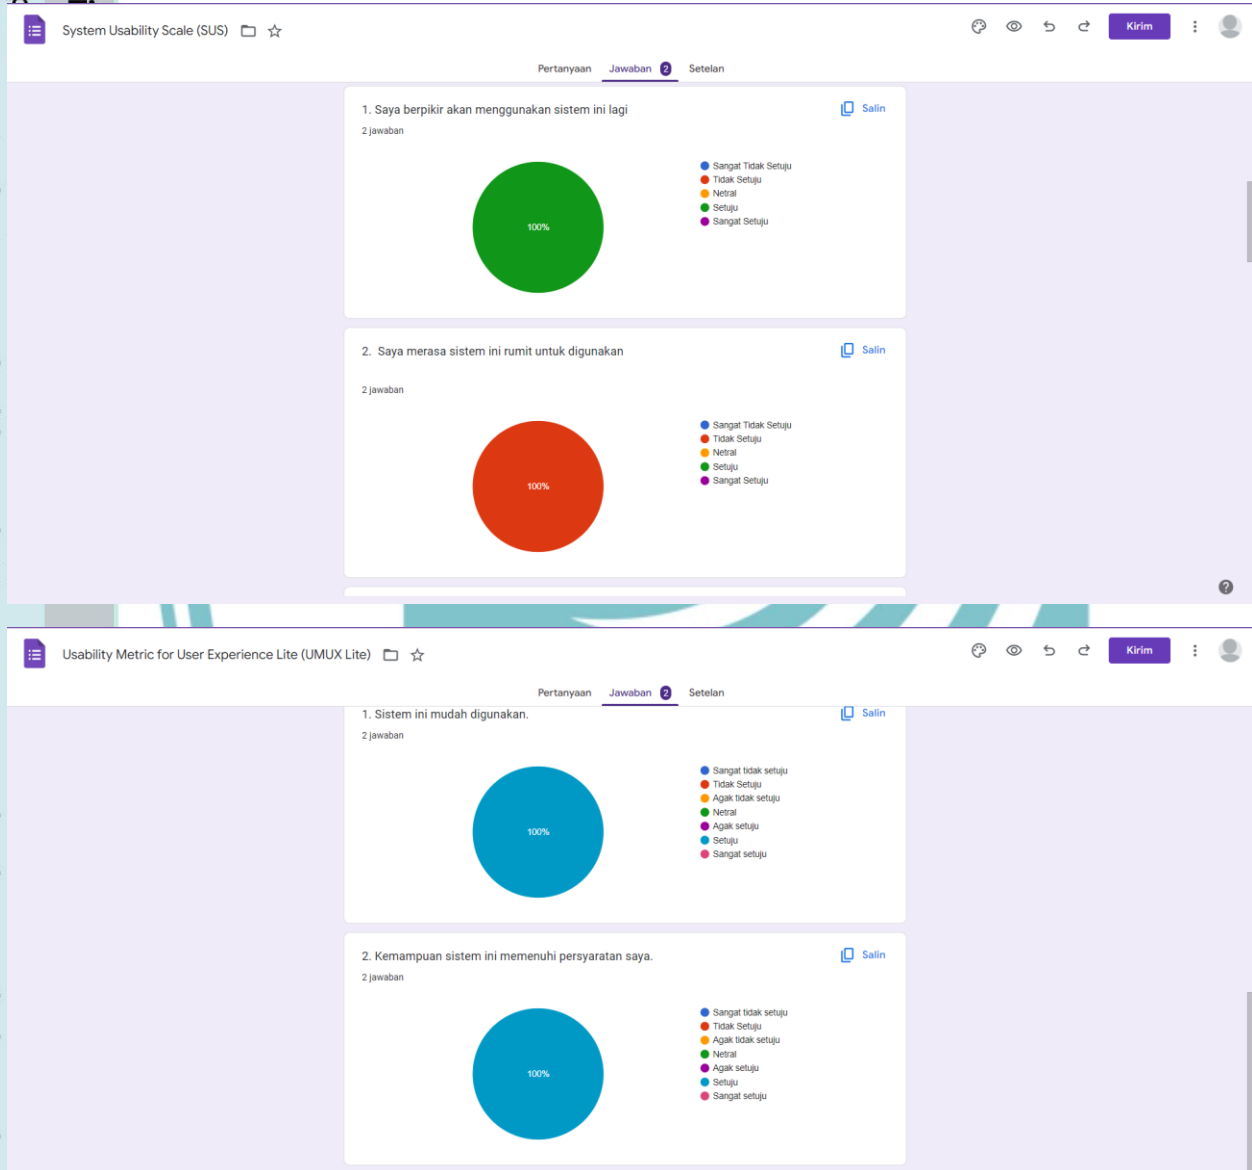 System Usability Scale (SUS)
Kirim
Pertanyaan Jawaban 2 Setelan
1. Saya berpikir akan menggunakan sistem ini lagi
Salin
2 jawaban
100%
Sangat Tidak Setuju
Tidak Setuju
Netral
Setuju
Sangat Setuju
2. Saya merasa sistem ini rumit untuk digunakan
Salin
2 jawaban
100%
Sangat Tidak Setuju
Tidak Setuju
Netral
Setuju
Sangat Setuju
Usability Metric for User Experience Lite (UMUX Lite)
Kirim
Pertanyaan Jawaban 2 Setelan
1. Sistem ini mudah digunakan.
Salin
2 jawaban
100%
Sangat tidak setuju
Tidak Setuju
Agak tidak setuju
Netral
Agak setuju
Setuju
Sangat setuju
2. Kemampuan sistem ini memenuhi persyaratan saya.
Salin
2 jawaban
100%
Sangat tidak setuju
Tidak Setuju
Agak tidak setuju
Netral
Agak setuju
Setuju
Sangat setuju